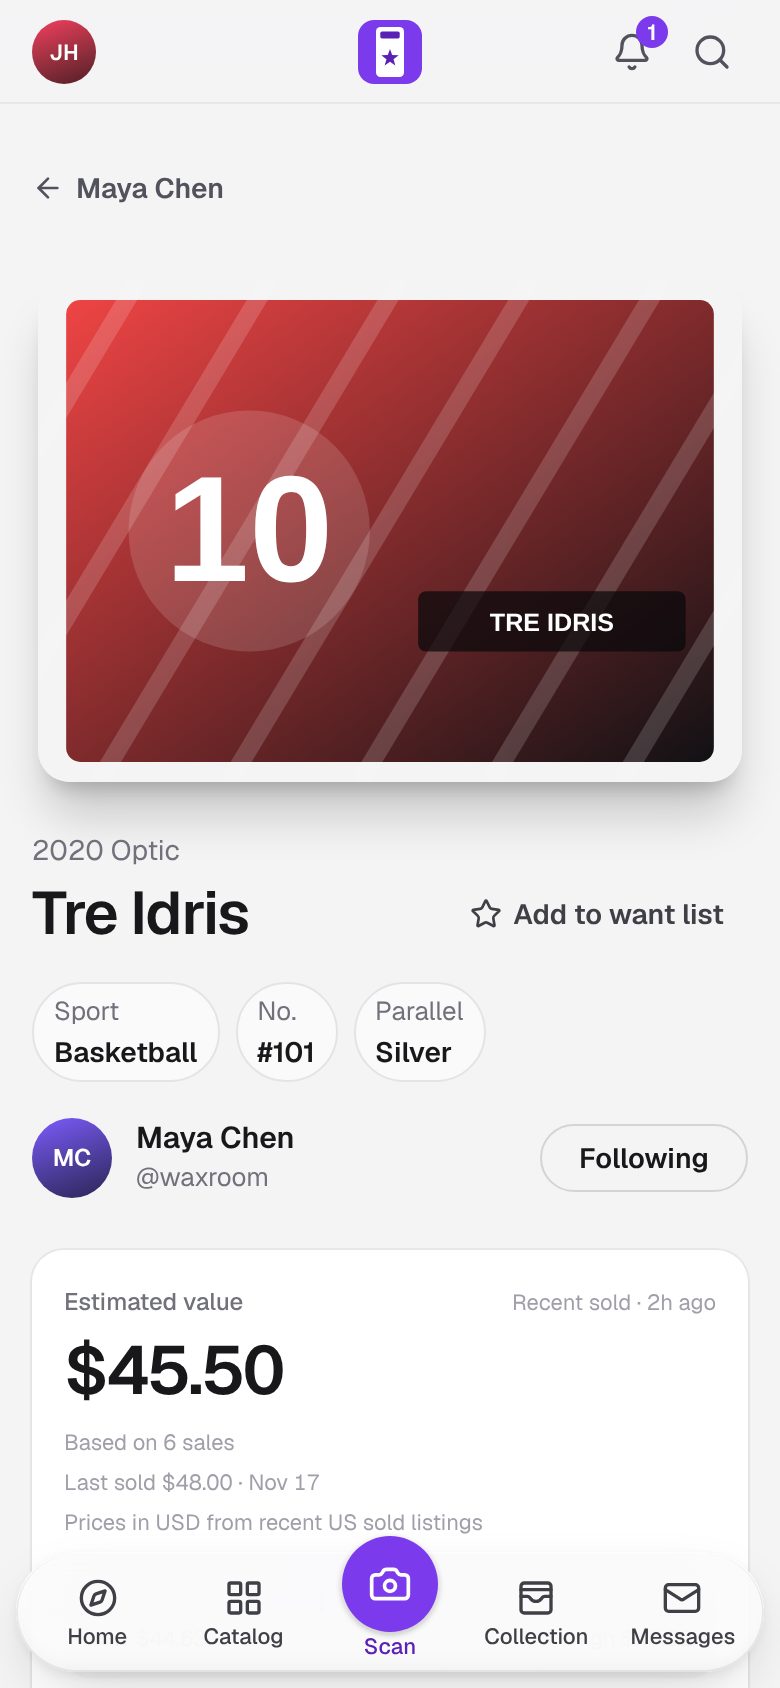 JH
1
Maya Chen
10
TRE IDRIS
2020 Optic
Tre Idris
Add to want list
Sport
Basketball
No.
#101
Parallel
Silver
MC
Maya Chen
@waxroom
Following
Estimated value
Recent sold · 2h ago
$45.50
Based on 6 sales
Last sold $48.00 · Nov 17
Prices in USD from recent US sold listings
Home
Catalog
Scan
Collection
Messages